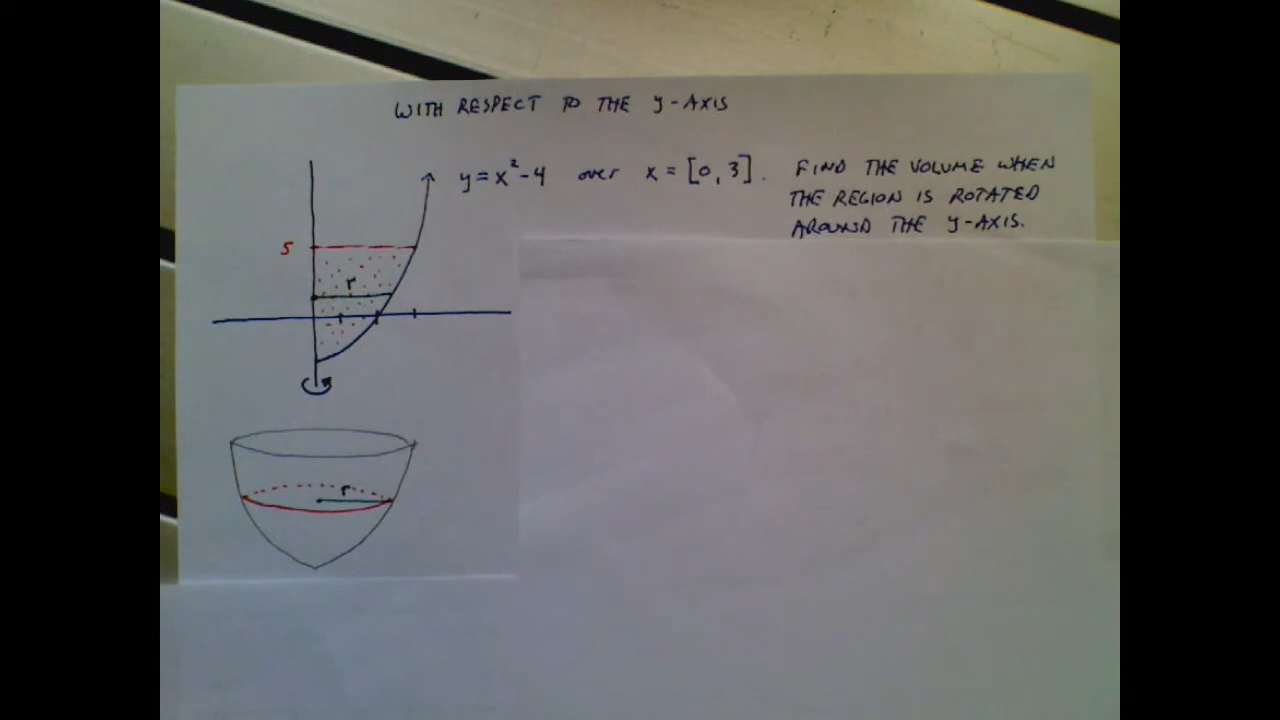 WITH RESPECT TO THE y-AXIS
y = x²-4 over x = [0, 3]. FIND THE VOLUME WHEN
THE REGION IS ROTATED
AROUND THE y-AXIS.
5
r
r